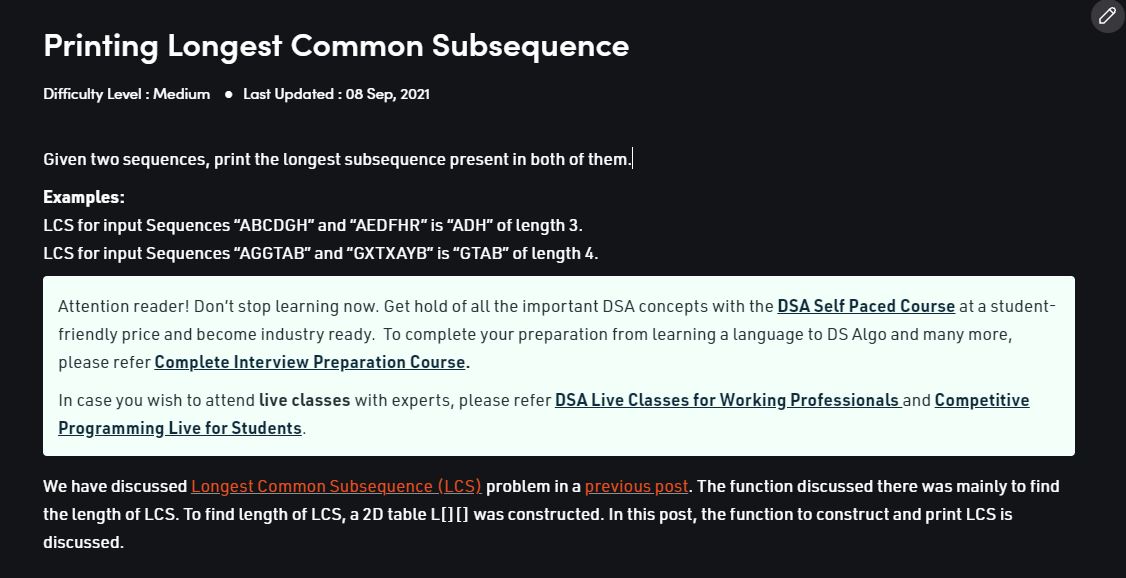 Printing Longest Common Subsequence
Difficulty Level : Medium ● Last Updated : 08 Sep, 2021
Given two sequences, print the longest subsequence present in both of them.
Examples:
LCS for input Sequences “ABCDGH” and “AEDFHR” is “ADH” of length 3.
LCS for input Sequences “AGGTAB” and “GXTXAYB” is “GTAB” of length 4.
Attention reader! Don’t stop learning now. Get hold of all the important DSA concepts with the DSA Self Paced Course at a student-
friendly price and become industry ready.  To complete your preparation from learning a language to DS Algo and many more,
please refer Complete Interview Preparation Course.
In case you wish to attend live classes with experts, please refer DSA Live Classes for Working Professionals and Competitive
Programming Live for Students.
We have discussed Longest Common Subsequence (LCS) problem in a previous post. The function discussed there was mainly to find
the length of LCS. To find length of LCS, a 2D table L[][] was constructed. In this post, the function to construct and print LCS is
discussed.